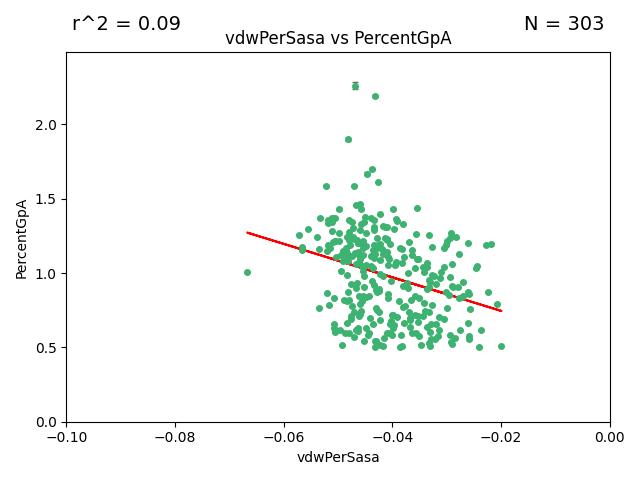 r^2 = 0.09
N = 303
vdwPerSasa vs PercentGpA
PercentGpA
2.0
1.5
1.0
0.5
0.0
−0.10
−0.08
−0.06
−0.04
−0.02
0.00
vdwPerSasa